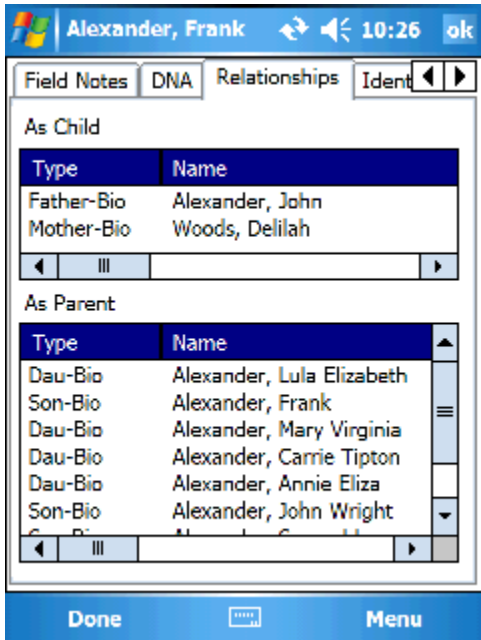 Alexander, Frank 10:26 ok
Field Notes DNA Relationships Ident
As Child
Type Name
Father-Bio Alexander, John
Mother-Bio Woods, Delilah
As Parent
Type Name
Dau-Bio Alexander, Lula Elizabeth
Son-Bio Alexander, Frank
Dau-Bio Alexander, Mary Virginia
Dau-Bio Alexander, Carrie Tipton
Dau-Bio Alexander, Annie Eliza
Son-Bio Alexander, John Wright
Done Menu